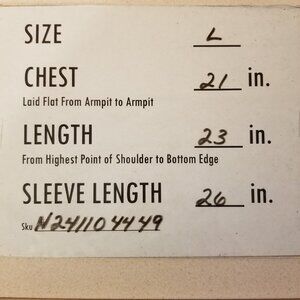 SIZE L
CHEST 21 in.
Laid Flat From Armpit to Armpit
LENGTH 23 in.
From Highest Point of Shoulder to Bottom Edge
SLEEVE LENGTH 26 in.
Sku N241104449